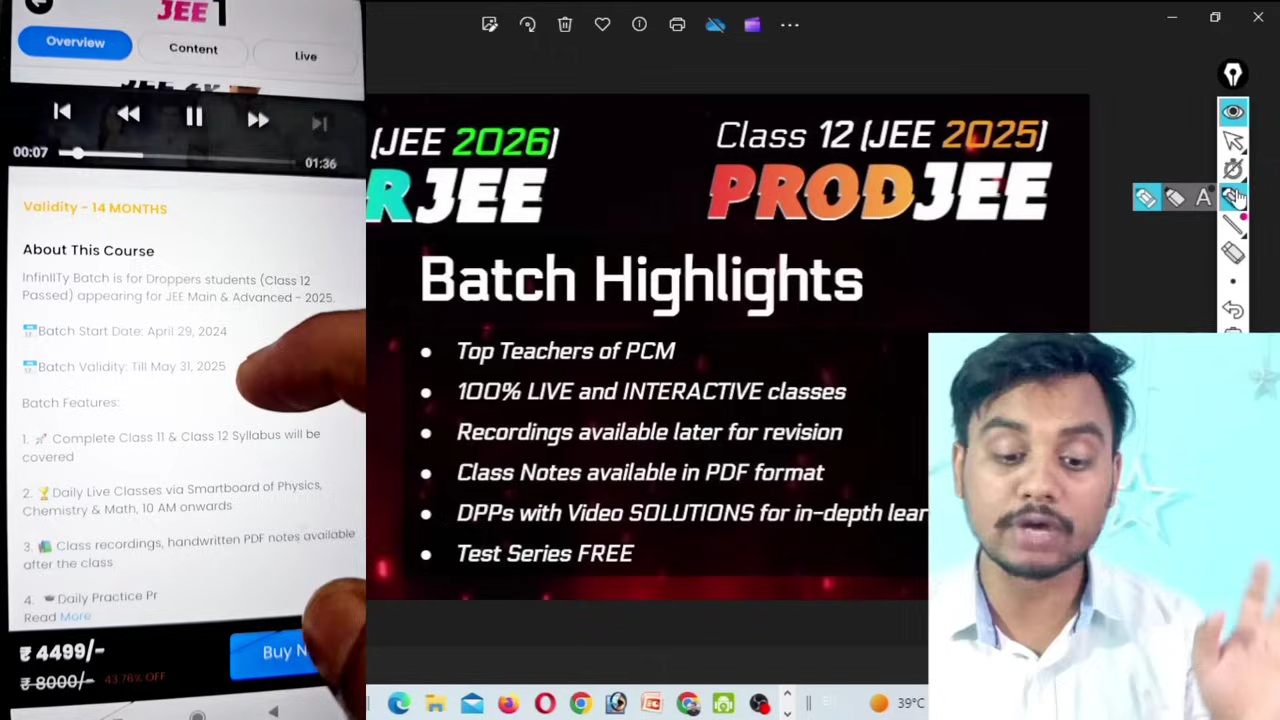 JEE 1
Overview
Content
Live
00:07
01:36
Validity - 14 MONTHS
About This Course
InfinIITy Batch is for Droppers students (Class 12
Passed) appearing for JEE Main & Advanced - 2025.
Batch Start Date: April 29, 2024
Batch Validity: Till May 31, 2025
Batch Features:
1. 🚀 Complete Class 11 & Class 12 Syllabus will be
covered
2. 🏆Daily Live Classes via Smartboard of Physics,
Chemistry & Math, 10 AM onwards
3. 📚 Class recordings, handwritten PDF notes available
after the class
4. 🎓Daily Practice Pr
Read More
₹ 4499/-
₹ 8000/- 43.76% OFF
Buy N
(JEE 2026)
RJEE
Class 12 (JEE 2025)
PRODJEE
Batch Highlights
• Top Teachers of PCM
• 100% LIVE and INTERACTIVE classes
• Recordings available later for revision
• Class Notes available in PDF format
• DPPs with Video SOLUTIONS for in-depth lear
• Test Series FREE
A
39°C